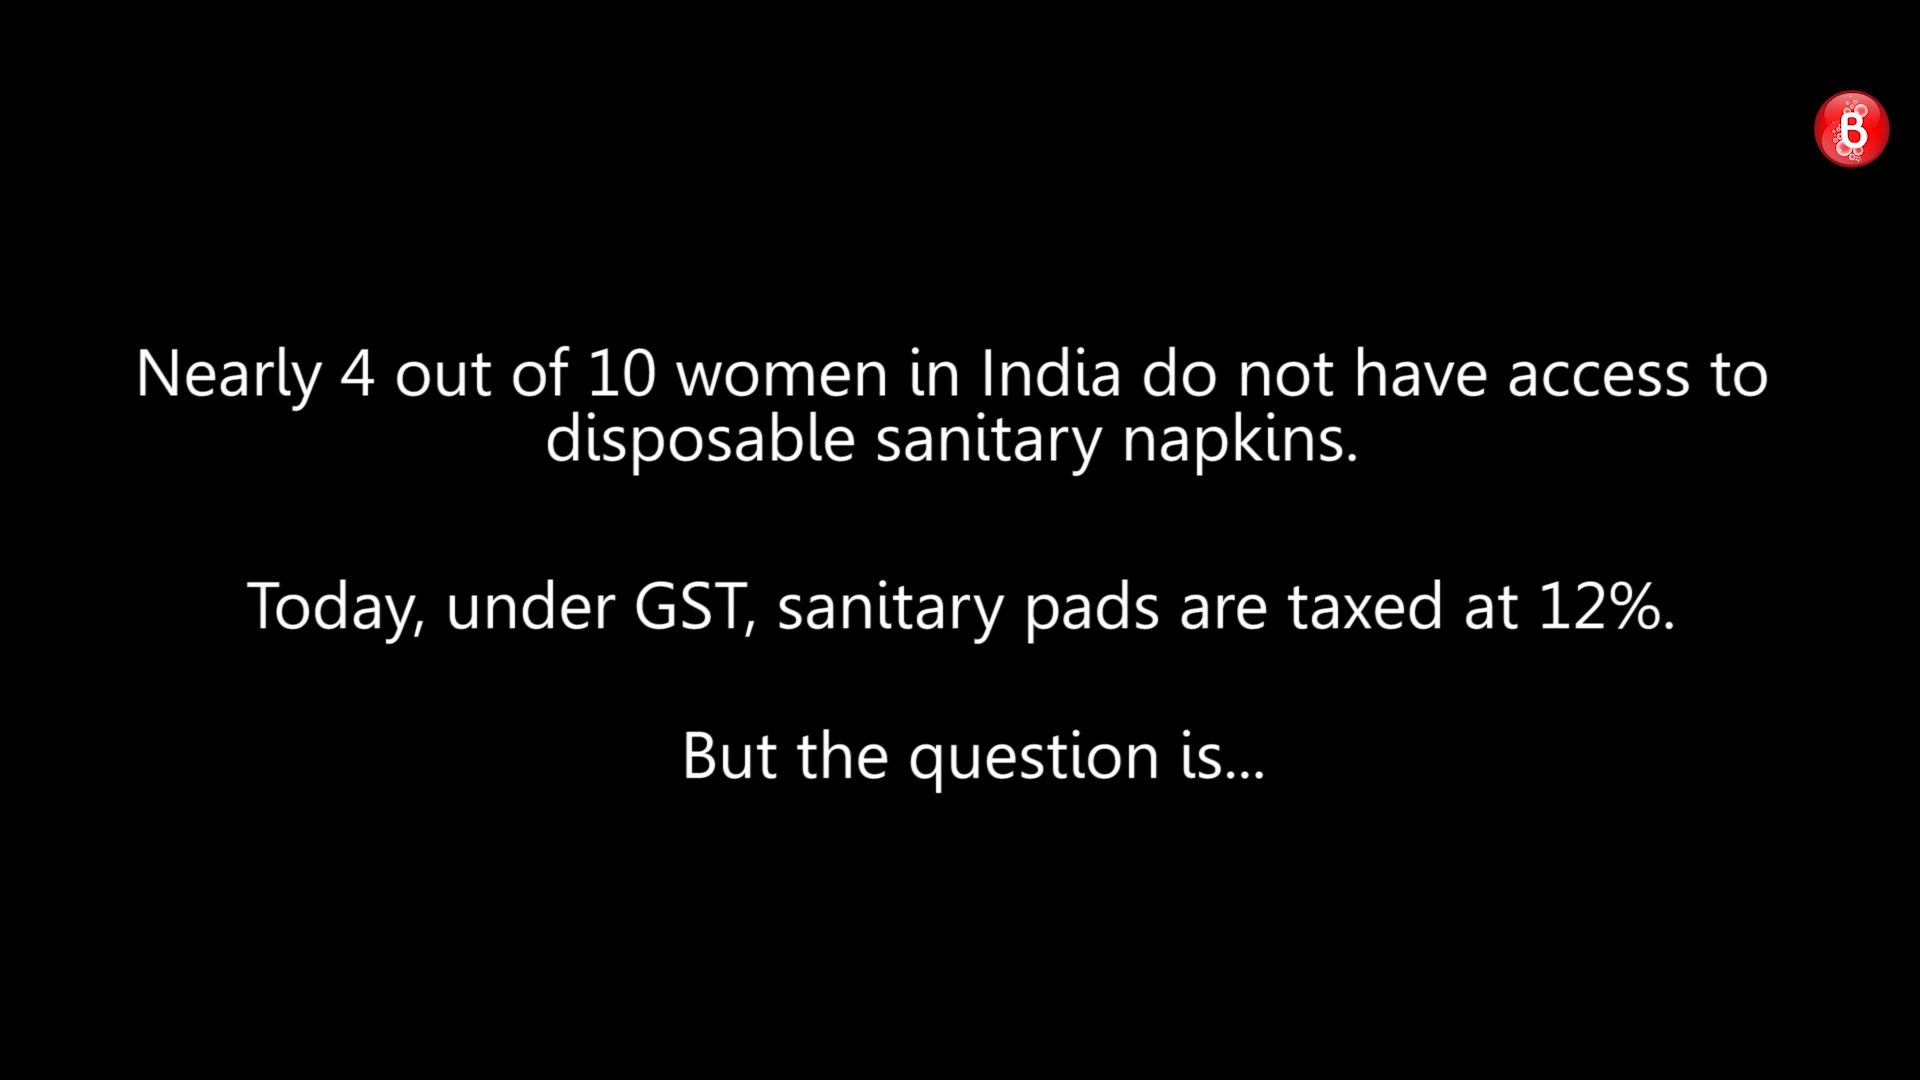 B
Nearly 4 out of 10 women in India do not have access to
disposable sanitary napkins.
Today, under GST, sanitary pads are taxed at 12%.
But the question is...